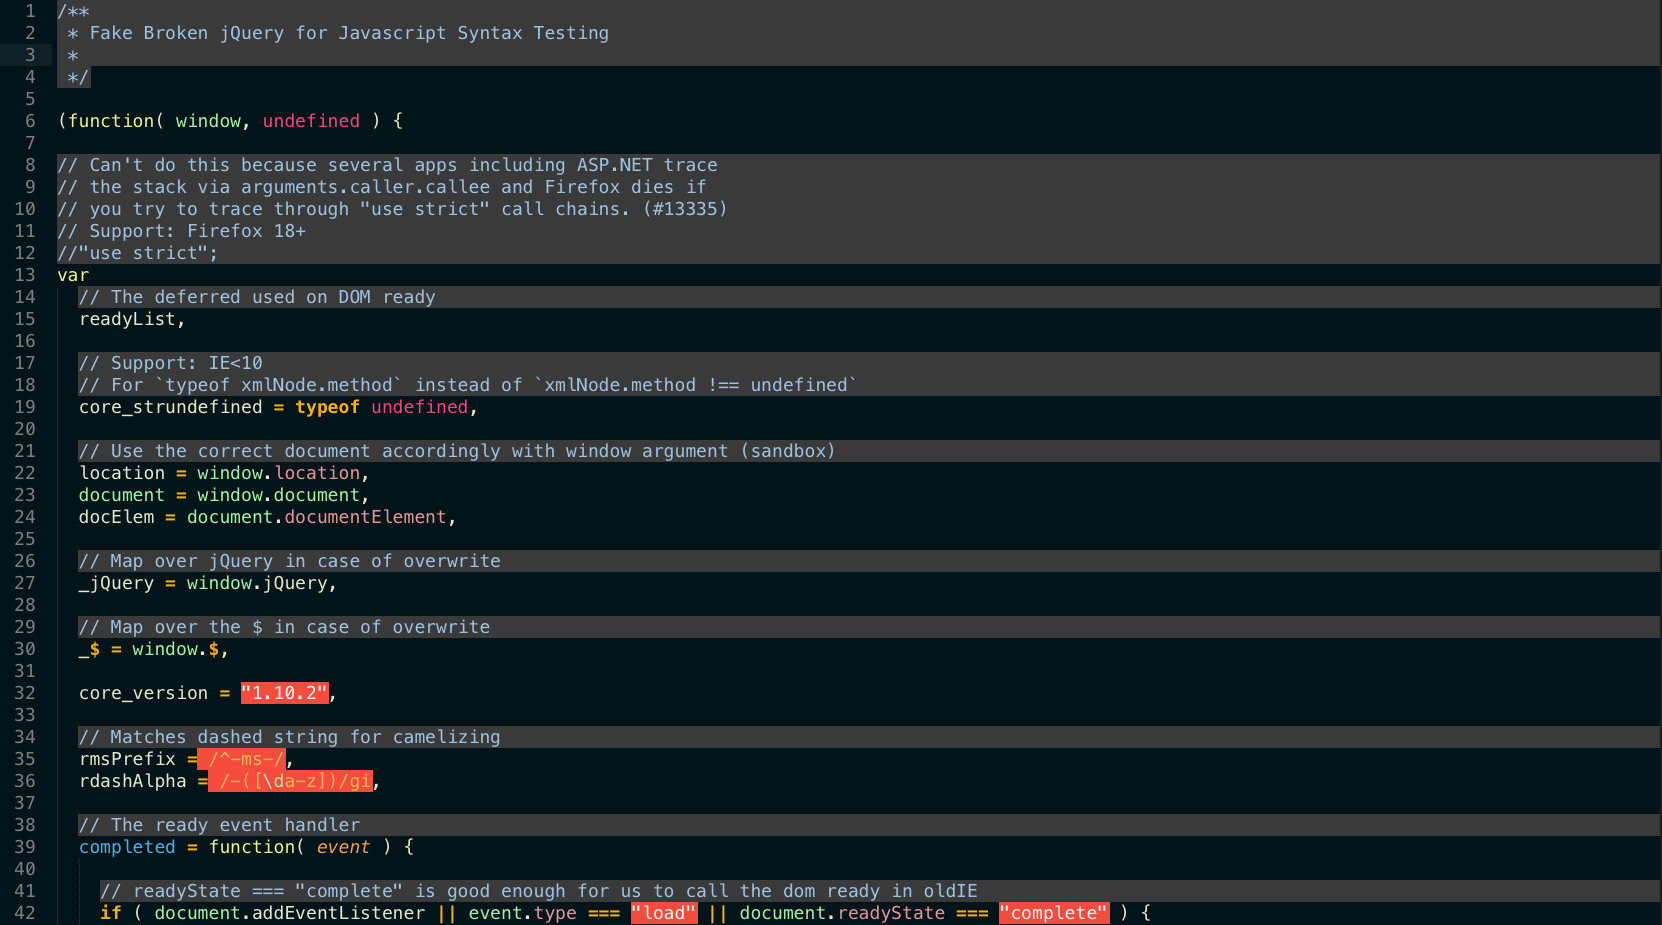 1 /**
2  * Fake Broken jQuery for Javascript Syntax Testing
3  *
4  */
5
6 (function( window, undefined ) {
7
8 // Can't do this because several apps including ASP.NET trace
9 // the stack via arguments.caller.callee and Firefox dies if
10 // you try to trace through "use strict" call chains. (#13335)
11 // Support: Firefox 18+
12 //"use strict";
13 var
14   // The deferred used on DOM ready
15   readyList,
16
17   // Support: IE<10
18   // For `typeof xmlNode.method` instead of `xmlNode.method !== undefined`
19   core_strundefined = typeof undefined,
20
21   // Use the correct document accordingly with window argument (sandbox)
22   location = window.location,
23   document = window.document,
24   docElem = document.documentElement,
25
26   // Map over jQuery in case of overwrite
27   _jQuery = window.jQuery,
28
29   // Map over the $ in case of overwrite
30   _$ = window.$,
31
32   core_version = "1.10.2",
33
34   // Matches dashed string for camelizing
35   rmsPrefix = /^-ms-/,
36   rdashAlpha = /-([\da-z])/gi,
37
38   // The ready event handler
39   completed = function( event ) {
40
41     // readyState === "complete" is good enough for us to call the dom ready in oldIE
42     if ( document.addEventListener || event.type === "load" || document.readyState === "complete" ) {